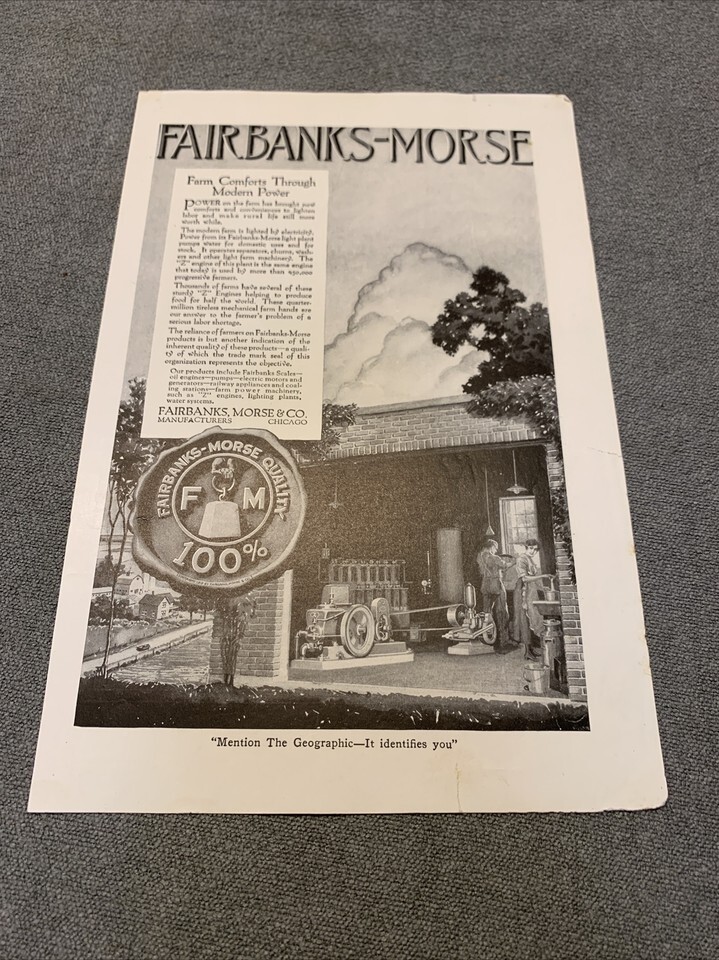 FAIRBANKS-MORSE
Farm Comforts Through
Modern Power
POWER on the farm has brought new
comforts and conveniences to lighten
labor and make rural life still more
worth while.
The modern farm is lighted by electricity.
Power from its Fairbanks-Morse light plant
pumps water for domestic uses and for
stock. It operates separators, churns, wash-
ers and other light farm machinery. The
"Z" engine of this plant is the same engine
that today is used by more than 250,000
progressive farmers.
Thousands of farms have several of these
sturdy "Z" Engines helping to produce
food for half the world. These quarter-
million tireless mechanical farm hands are
our answer to the farmer's problem of a
serious labor shortage.
The reliance of farmers on Fairbanks-Morse
products is but another indication of the
inherent quality of these products—a quali-
ty of which the trade mark seal of this
organization represents the objective.
Our products include Fairbanks Scales—
oil engines—pumps—electric motors and
generators—railway appliances and coal-
ing stations—farm power machinery,
such as "Z" engines, lighting plants,
water systems.
FAIRBANKS, MORSE & CO.
MANUFACTURERS CHICAGO
FAIRBANKS-MORSE QUALITY
F M
100%
"Mention The Geographic—It identifies you"